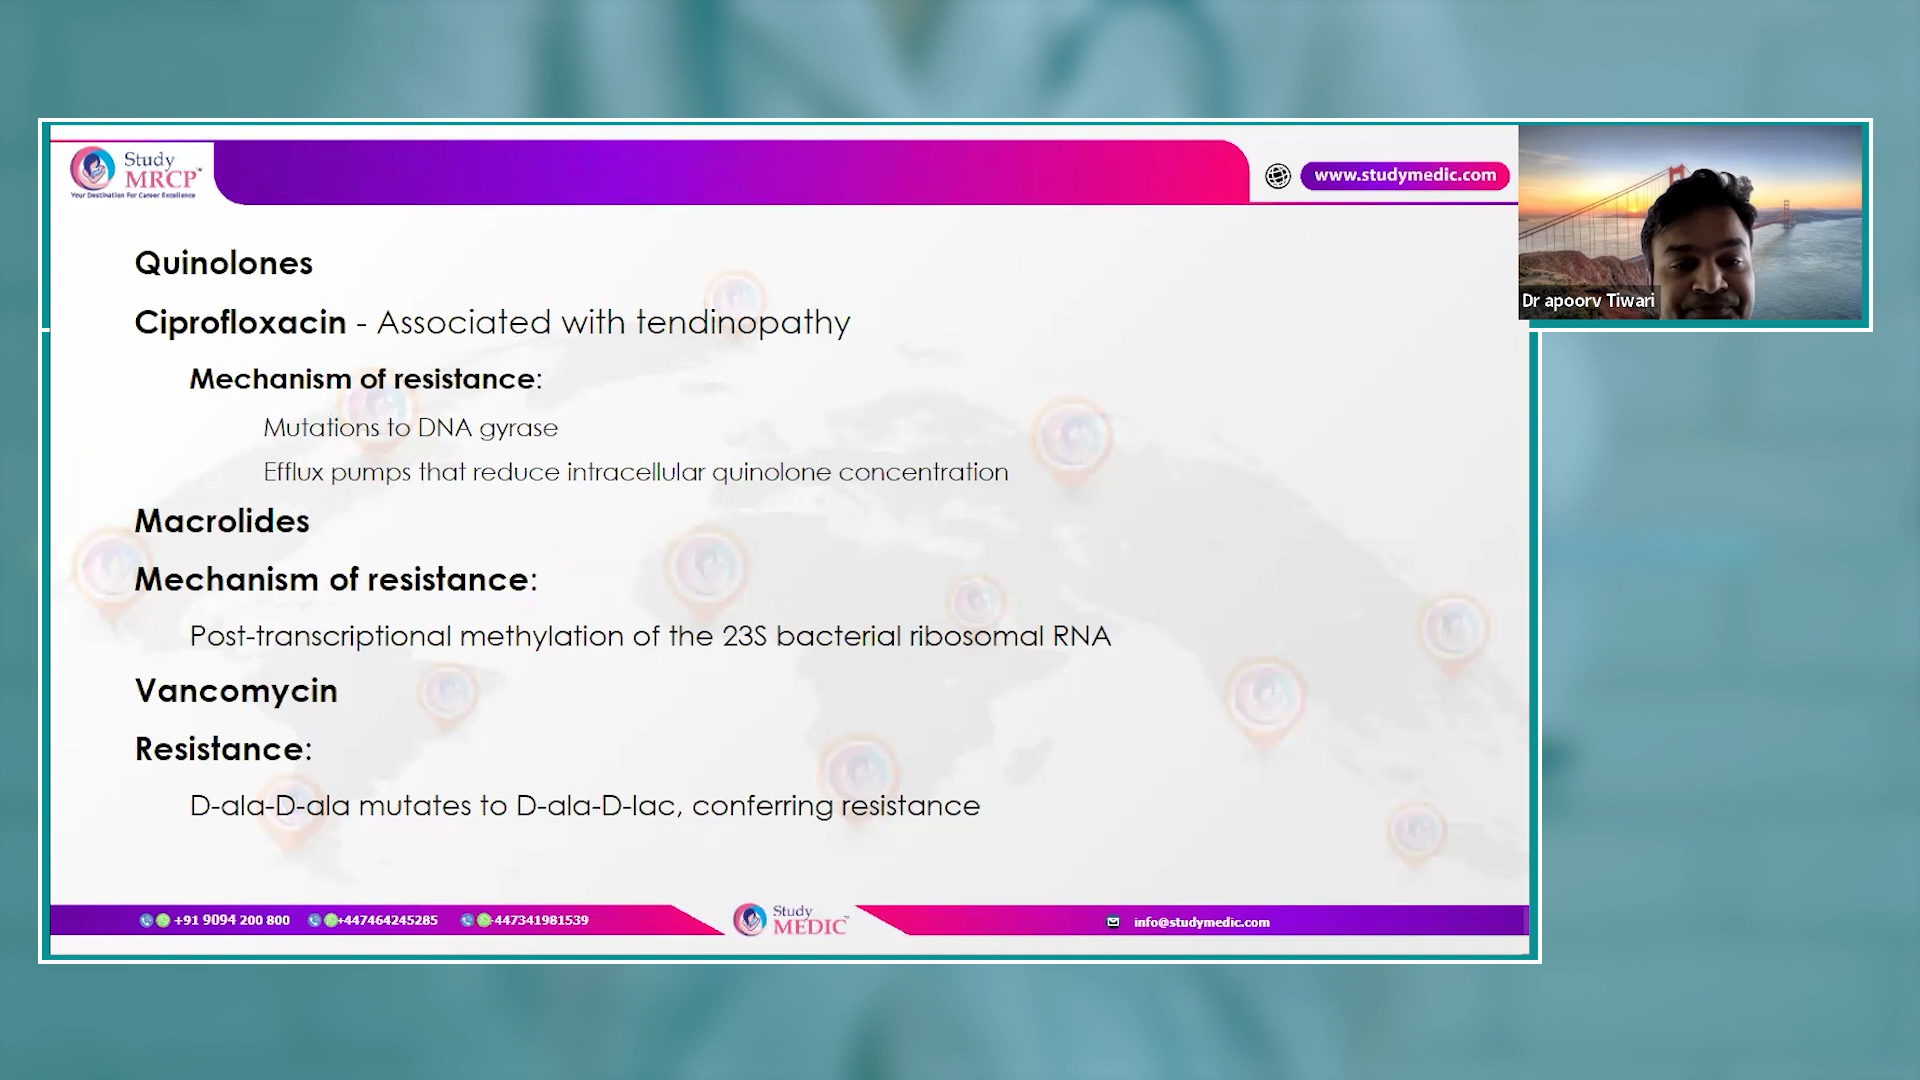 Study
MRCP™
Your Destination For Career Excellence
www.studymedic.com
Dr apoorv Tiwari
Quinolones
Ciprofloxacin - Associated with tendinopathy
Mechanism of resistance:
Mutations to DNA gyrase
Efflux pumps that reduce intracellular quinolone concentration
Macrolides
Mechanism of resistance:
Post-transcriptional methylation of the 23S bacterial ribosomal RNA
Vancomycin
Resistance:
D-ala-D-ala mutates to D-ala-D-lac, conferring resistance
+91 9094 200 800 +447464245285 +447341981539
Study
MEDIC™
info@studymedic.com